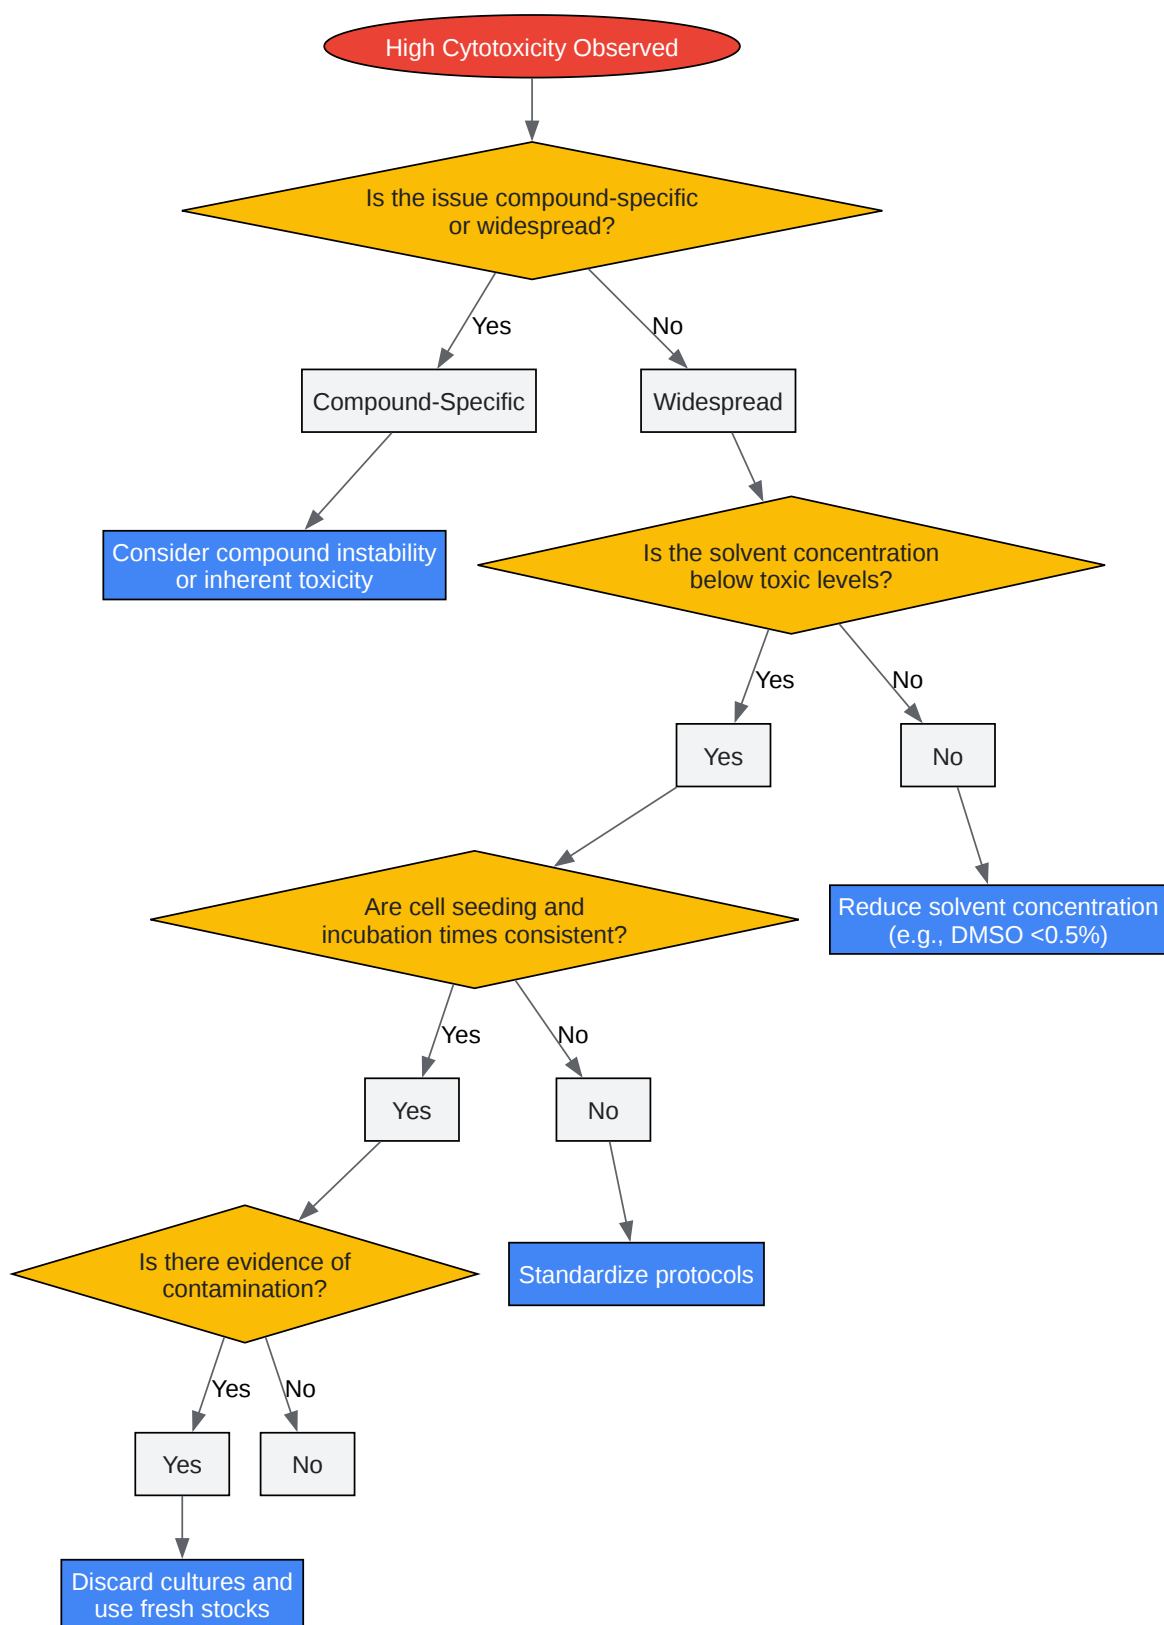 High Cytotoxicity Observed
Is the issue compound-specific
or widespread?
Yes
No
Compound-Specific
Widespread
Consider compound instability
or inherent toxicity
Is the solvent concentration
below toxic levels?
Yes
No
Yes
No
Are cell seeding and
incubation times consistent?
Reduce solvent concentration
(e.g., DMSO <0.5%)
Yes
No
Yes
No
Is there evidence of
contamination?
Standardize protocols
Yes
No
Yes
No
Discard cultures and
use fresh stocks